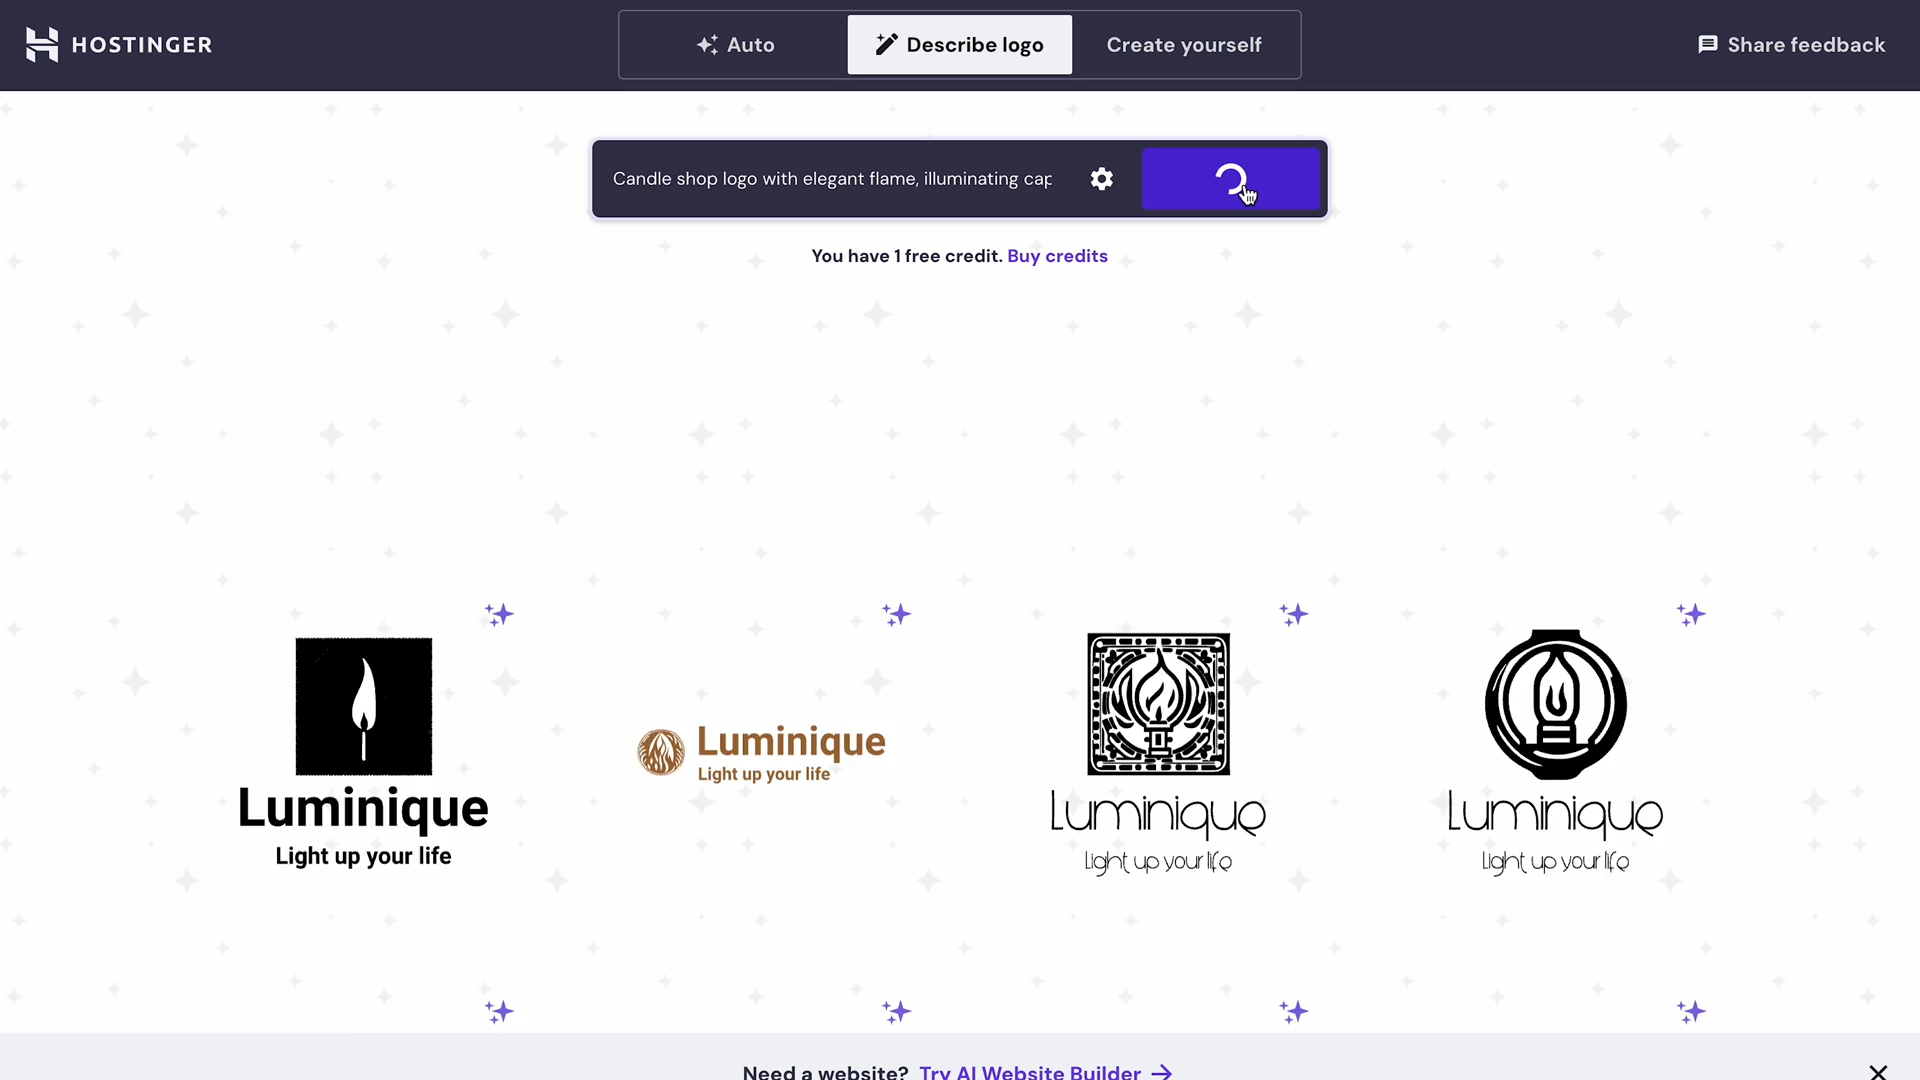 HOSTINGER
Auto
Describe logo
Create yourself
Share feedback
Candle shop logo with elegant flame, illuminating cap
You have 1 free credit. Buy credits
Luminique
Light up your life
Luminique
Light up your life
Luminique
Light up your life
Luminique
Light up your life
Need a website? Try AI Website Builder